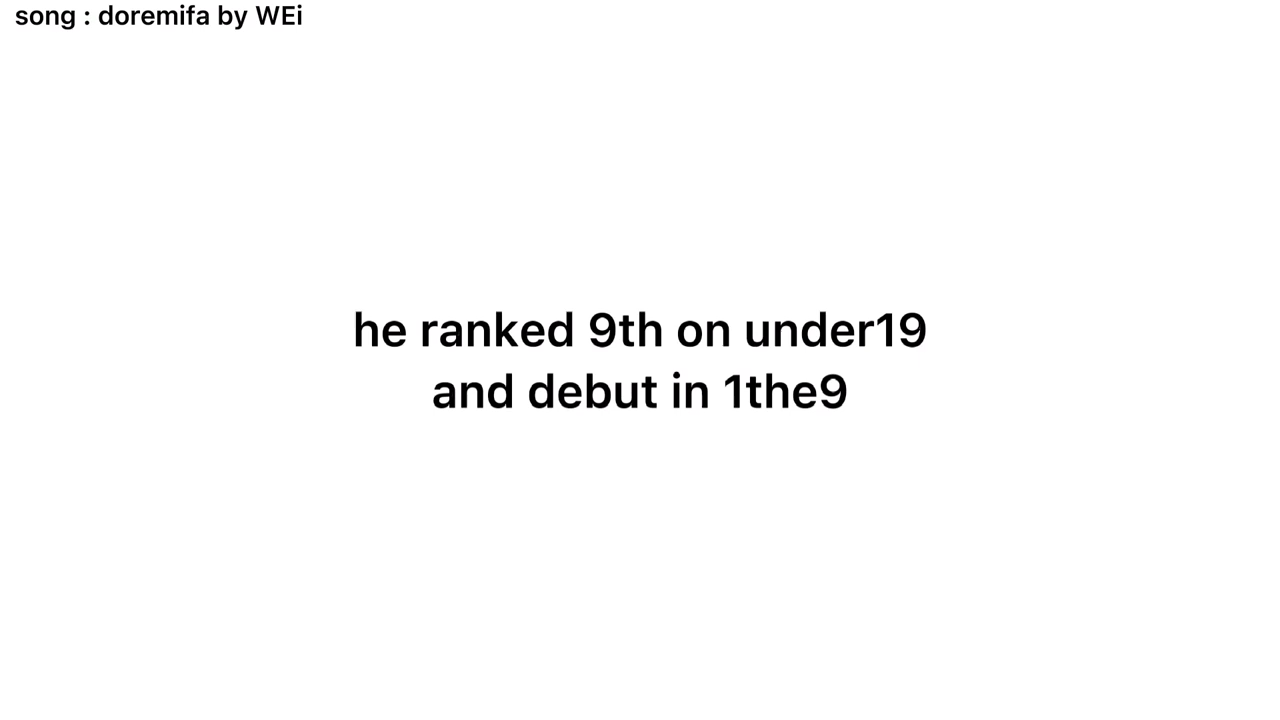 song : doremifa by WEi
he ranked 9th on under19
and debut in 1the9